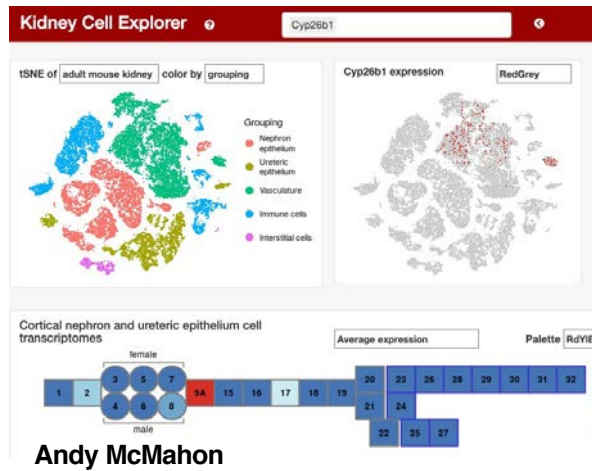 Kidney Cell Explorer ?
Cyp26b1
tSNE of adult mouse kidney color by grouping
Cyp26b1 expression RedGrey
Grouping
Nephron
epithelium
Ureteric
epithelium
Vasculature
Immune cells
Interstitial cells
Cortical nephron and ureteric epithelium cell
transcriptomes
Average expression
Palette RdYlB
female
3 5 7
1 2 9A 15 16 17 18 19 20 23 26 28 29 30 31 32
4 6 8
21 24
male
22 25 27
Andy McMahon